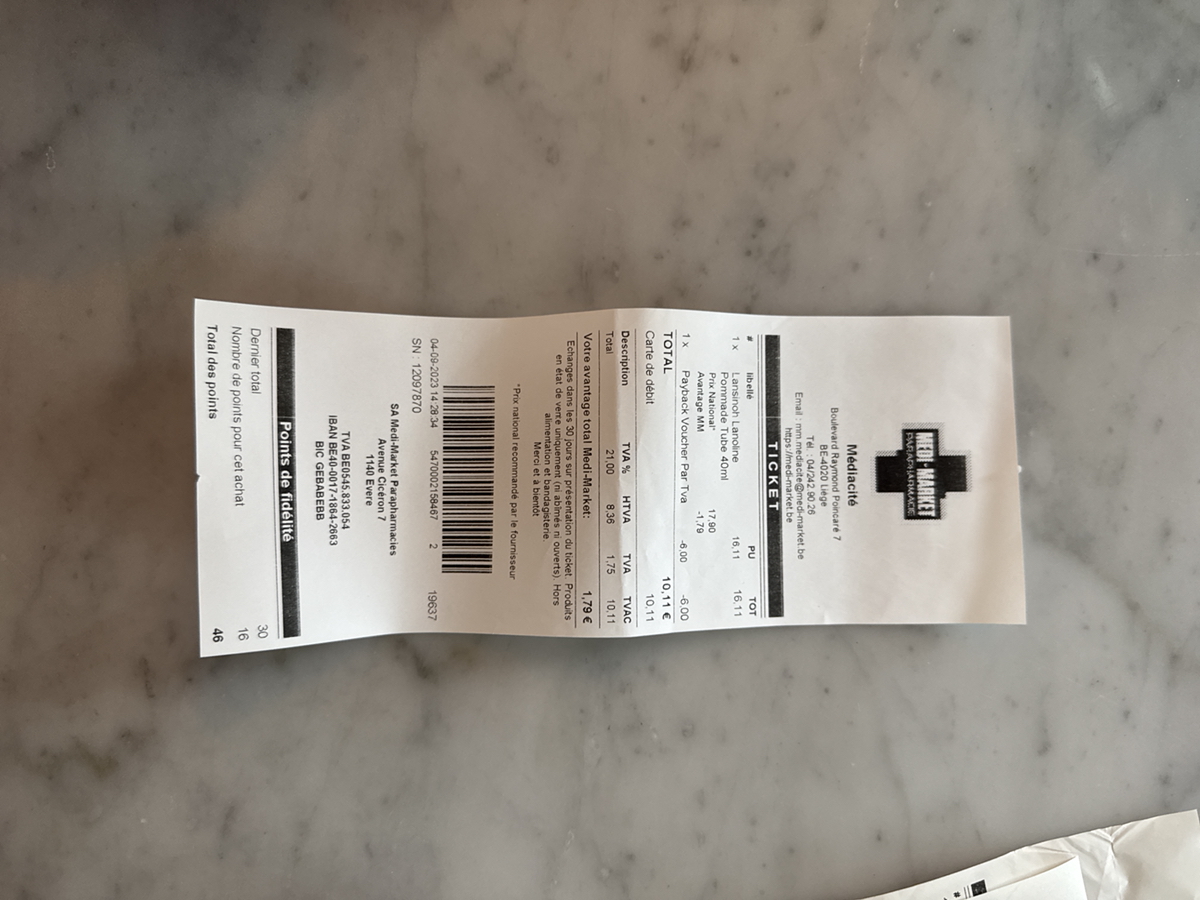 MEDI-MARKET
PARAPHARMACIE
Médiacité
Boulevard Raymond Poincaré 7
BE-4020 Liège
Tél. : 04/242.90.26
Email : mm.mediacite@medi-market.be
https://medi-market.be
TICKET
# libellé PU TOT
1 x Lansinoh Lanoline 16,11 16,11
Pommade Tube 40ml
Prix National* 17,90
Avantage MM -1,79
1 x Payback Voucher Par Tva -6,00 -6,00
TOTAL 10,11 €
Carte de débit 10,11
Description TVA % HTVA TVA TVAC
Total 21,00 8,36 1,75 10,11
Votre avantage total Medi-Market: 1,79 €
Echanges dans les 30 jours sur présentation du ticket. Produits
en état de vente uniquement (ni abîmés ni ouverts). Hors
alimentation et bandagisterie.
Merci et à bientôt
*Prix national recommandé par le fournisseur
04-09-2023 14:28:34 5470002158467 2 19637
SN : 12097870
SA Medi-Market Parapharmacies
Avenue Cicéron 7
1140 Evere
TVA BE0545.833.054
IBAN BE40-0017-1864-2663
BIC GEBABEBB
Points de fidélité
Dernier total 30
Nombre de points pour cet achat 16
Total des points 46
#